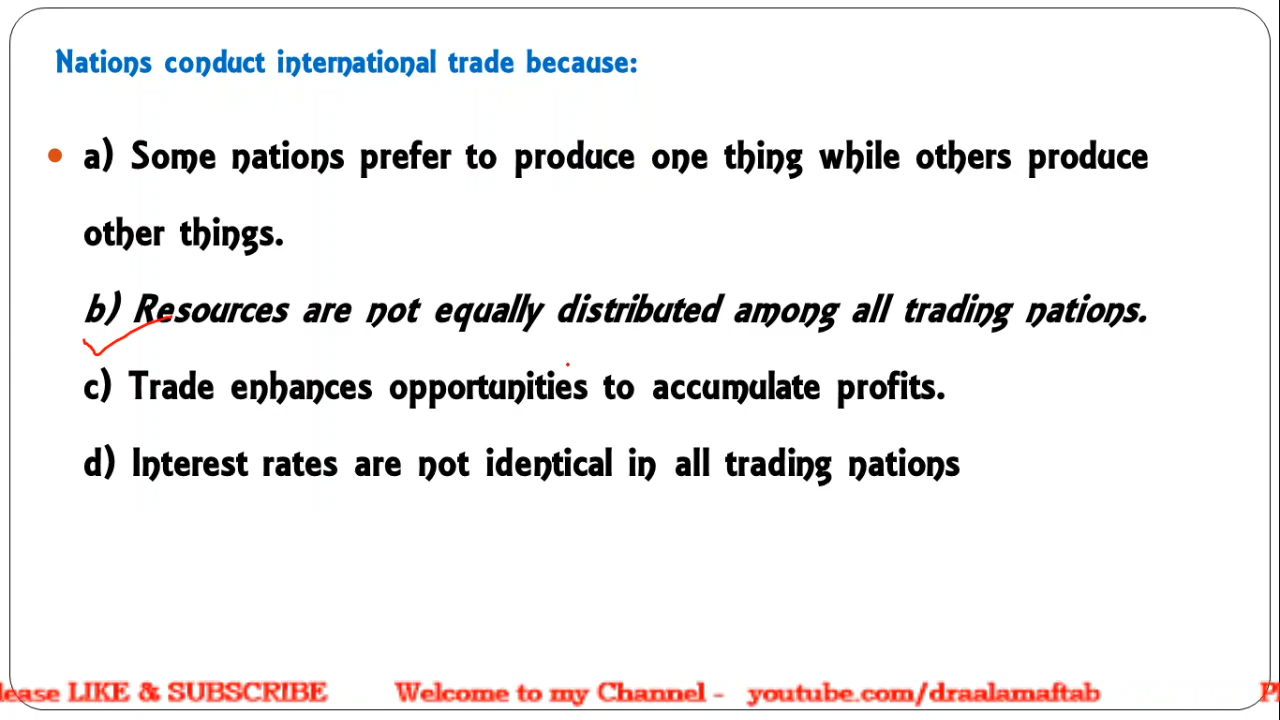 Nations conduct international trade because:
• a) Some nations prefer to produce one thing while others produce
other things.
b) Resources are not equally distributed among all trading nations.
c) Trade enhances opportunities to accumulate profits.
d) Interest rates are not identical in all trading nations
lease LIKE & SUBSCRIBE Welcome to my Channel - youtube.com/draalamaftab P